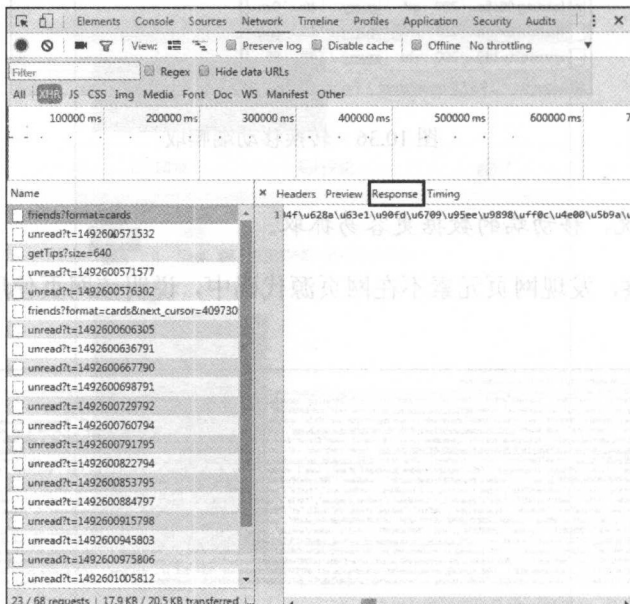 Elements Console Sources Network Timeline Profiles Application Security Audits
View: Preserve log Disable cache Offline No throttling
Filter Regex Hide data URLs
All XHR JS CSS Img Media Font Doc WS Manifest Other
100000 ms 200000 ms 300000 ms 400000 ms 500000 ms 600000 ms 7
Name Headers Preview Response Timing
friends?format=cards
1 94f\u628a\u63e1\u90fd\u6709\u95ee\u9898\uff0c\u4e00\u5b9a\u
unread?t=1492600571532
getTips?size=640
unread?t=1492600571577
unread?t=1492600576302
friends?format=cards&next_cursor=409730
unread?t=1492600606305
unread?t=1492600636791
unread?t=1492600667790
unread?t=1492600698791
unread?t=1492600729792
unread?t=1492600760794
unread?t=1492600791795
unread?t=1492600822794
unread?t=1492600853795
unread?t=1492600884797
unread?t=1492600915798
unread?t=1492600945803
unread?t=1492600975806
unread?t=1492601005812
23 / 68 requests | 17.9 KB / 20.5 KB transferred